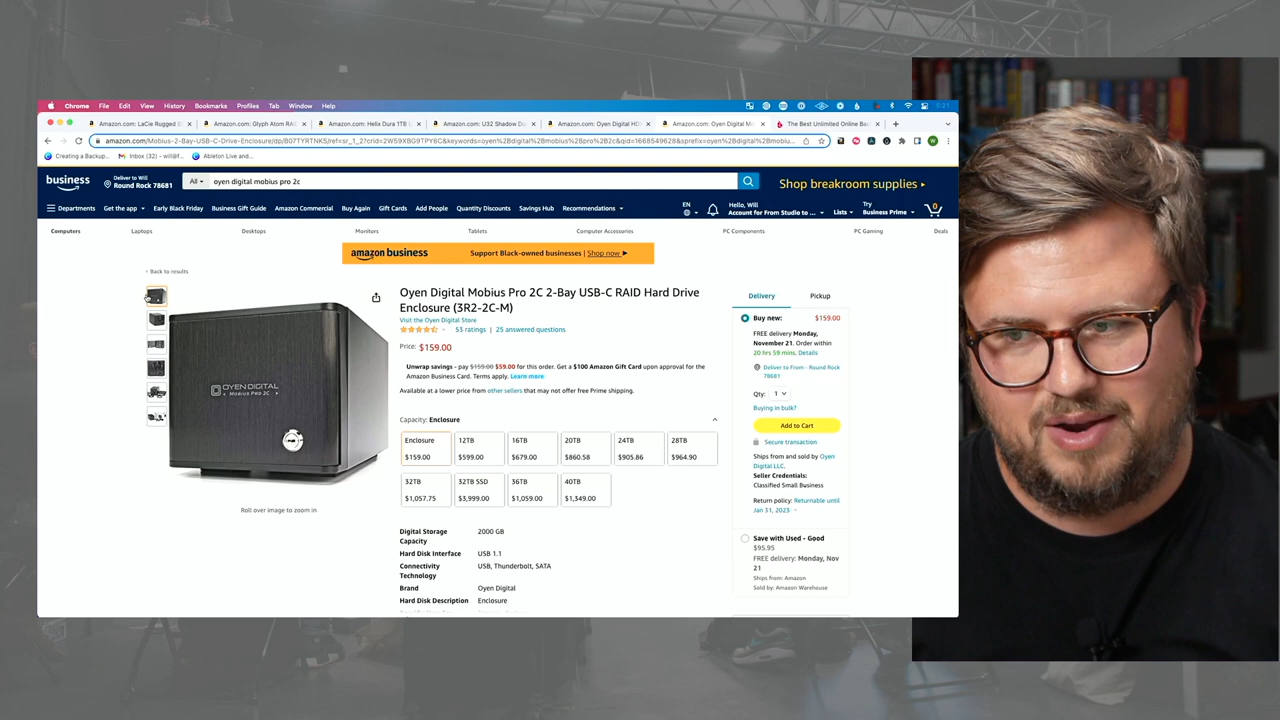 Chrome File Edit View History Bookmarks Profiles Tab Window Help
Amazon.com: LaCie Rugged
Amazon.com: Glyph Atom RAI
Amazon.com: Helix Dura 1TB
Amazon.com: U32 Shadow Du
Amazon.com: Oyen Digital HD
Amazon.com: Oyen Digital M
The Best Unlimited Online Ba
Creating a Backup...
Inbox (32) - will@f...
Ableton Live and...
business
Deliver to Will
Round Rock 78681
All
oyen digital mobius pro 2c
Shop breakroom supplies
Departments
Get the app
Early Black Friday
Business Gift Guide
Amazon Commercial
Buy Again
Gift Cards
Add People
Quantity Discounts
Savings Hub
Recommendations
EN
Hello, Will
Account for From Studio to ...
Lists
Try
Business Prime
0
Computers
Laptops
Desktops
Monitors
Tablets
Computer Accessories
PC Components
PC Gaming
Deals
amazon business
Support Black-owned businesses | Shop now
‹ Back to results
OYEN DIGITAL
MOBIUS PRO 2C
Roll over image to zoom in
Oyen Digital Mobius Pro 2C 2-Bay USB-C RAID Hard Drive
Enclosure (3R2-2C-M)
Visit the Oyen Digital Store
53 ratings | 25 answered questions
Price: $159.00
Unwrap savings - pay $159.00 $59.00 for this order. Get a $100 Amazon Gift Card upon approval for the
Amazon Business Card. Terms apply. Learn more
Available at a lower price from other sellers that may not offer free Prime shipping.
Capacity: Enclosure
Enclosure 12TB 16TB 20TB 24TB 28TB
$159.00 $599.00 $679.00 $860.58 $905.86 $964.90
32TB 32TB SSD 36TB 40TB
$1,057.75 $3,999.00 $1,059.00 $1,349.00
Digital Storage 2000 GB
Capacity
Hard Disk Interface USB 1.1
Connectivity USB, Thunderbolt, SATA
Technology
Brand Oyen Digital
Hard Disk Description Enclosure
Delivery
Pickup
Buy new: $159.00
FREE delivery Monday,
November 21. Order within
20 hrs 59 mins. Details
Deliver to From - Round Rock
78681
Qty: 1
Buying in bulk?
Add to Cart
Secure transaction
Ships from and sold by Oyen
Digital LLC.
Seller Credentials:
Classified Small Business
Return policy: Returnable until
Jan 31, 2023
Save with Used - Good
$95.95
FREE delivery: Monday, Nov
21
Ships from: Amazon
Sold by: Amazon Warehouse